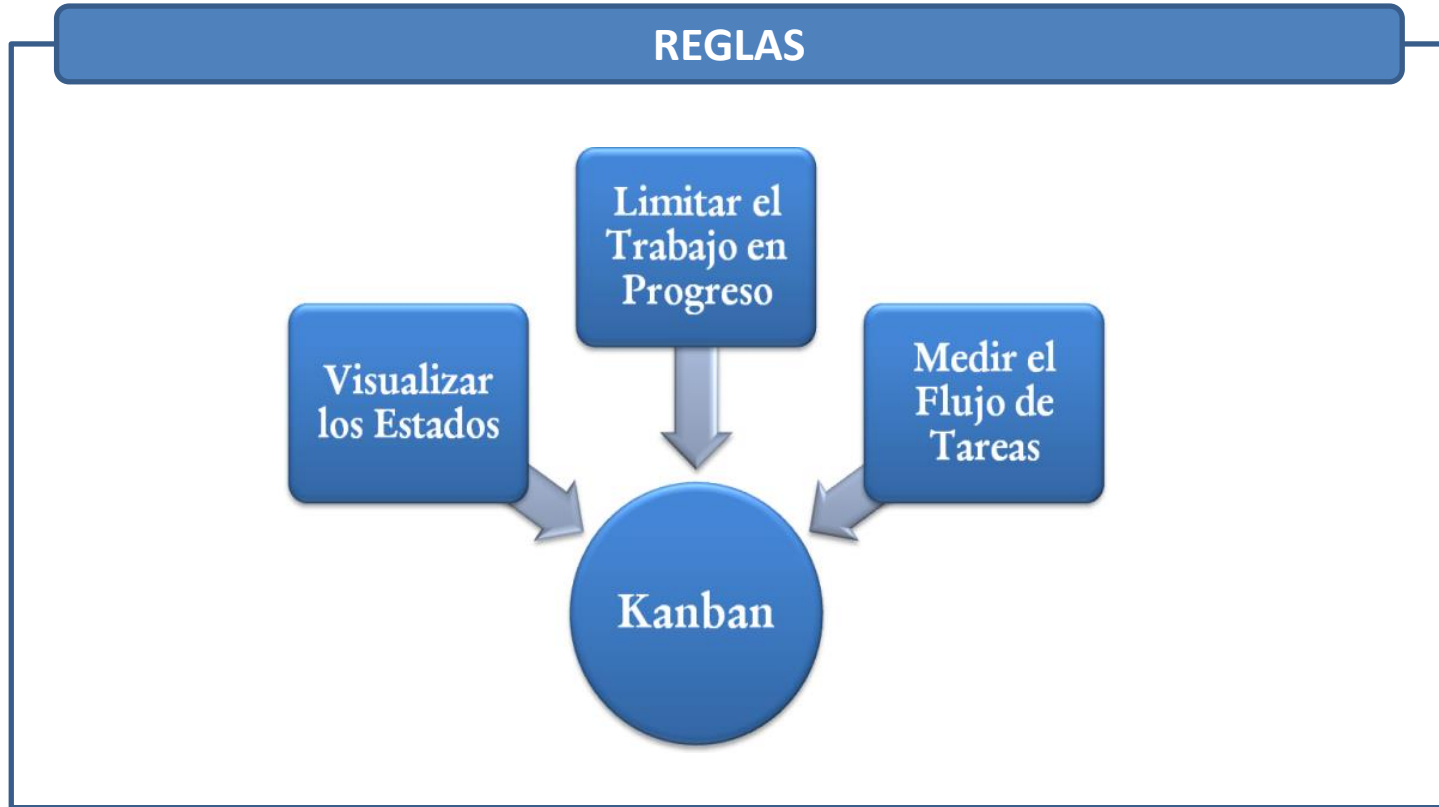 REGLAS
Limitar el
Trabajo en
Progreso
Visualizar
los Estados
Medir el
Flujo de
Tareas
Kanban